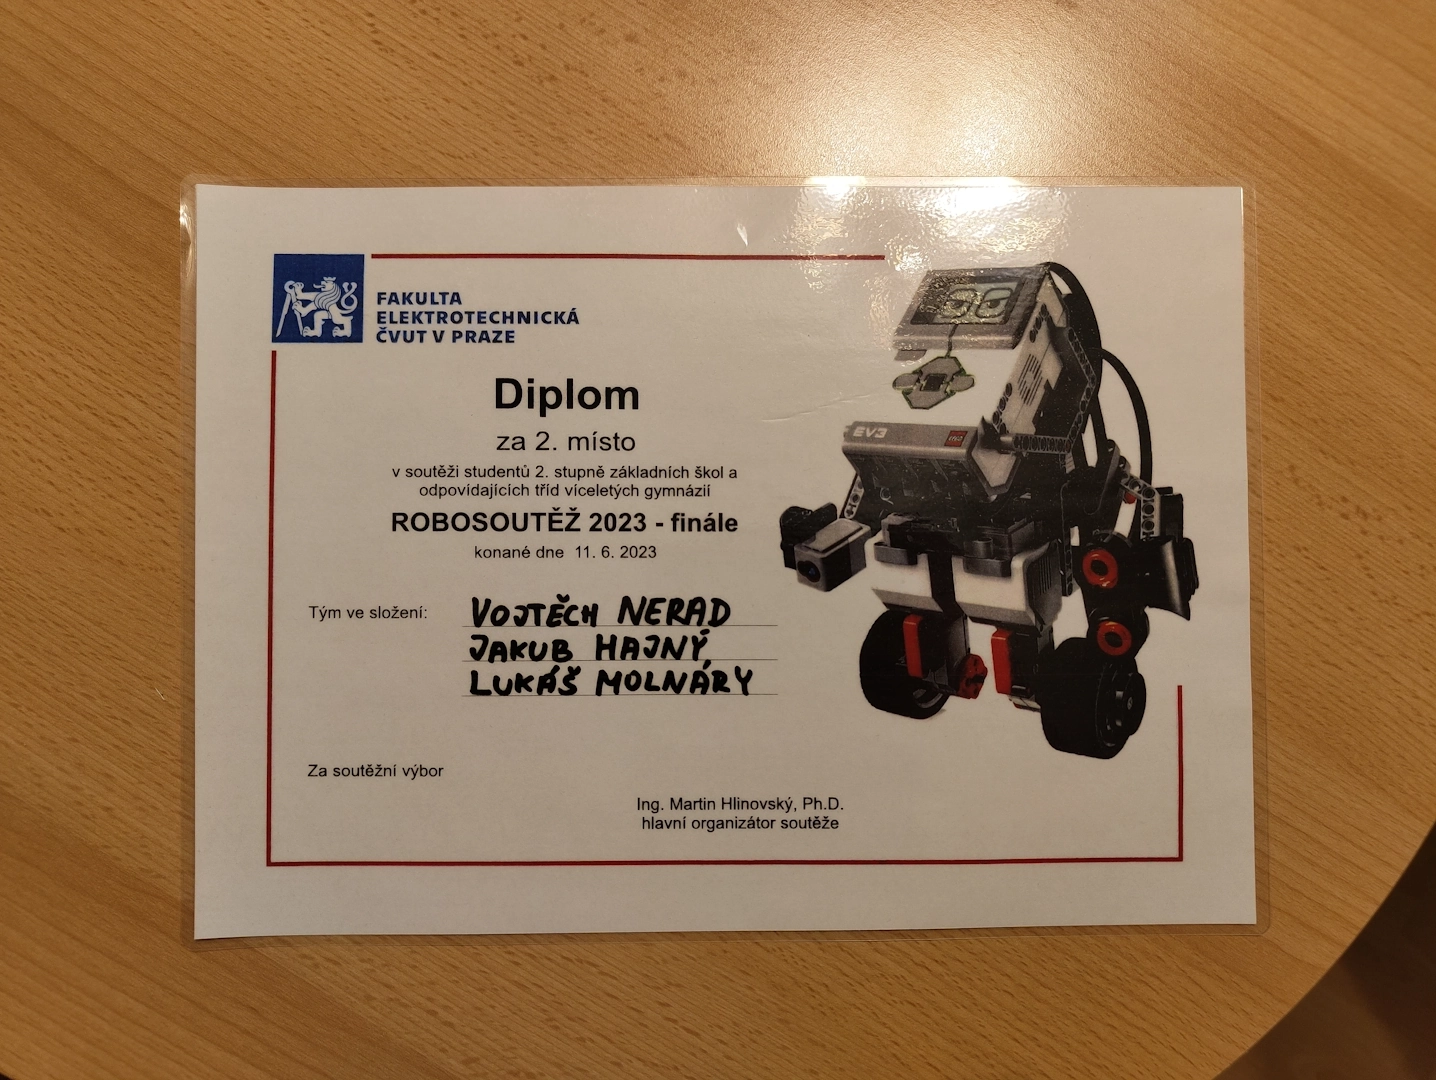 FAKULTA
ELEKTROTECHNICKÁ
ČVUT V PRAZE
Diplom
za 2. místo
v soutěži studentů 2. stupně základních škol a
odpovídajících tříd víceletých gymnázií
ROBOSOUTĚŽ 2023 - finále
konané dne 11. 6. 2023
Tým ve složení: VOJTĚCH NERAD
JAKUB HAJNÝ
LUKÁŠ MOLNÁRY
Za soutěžní výbor
Ing. Martin Hlinovský, Ph.D.
hlavní organizátor soutěže
EV3